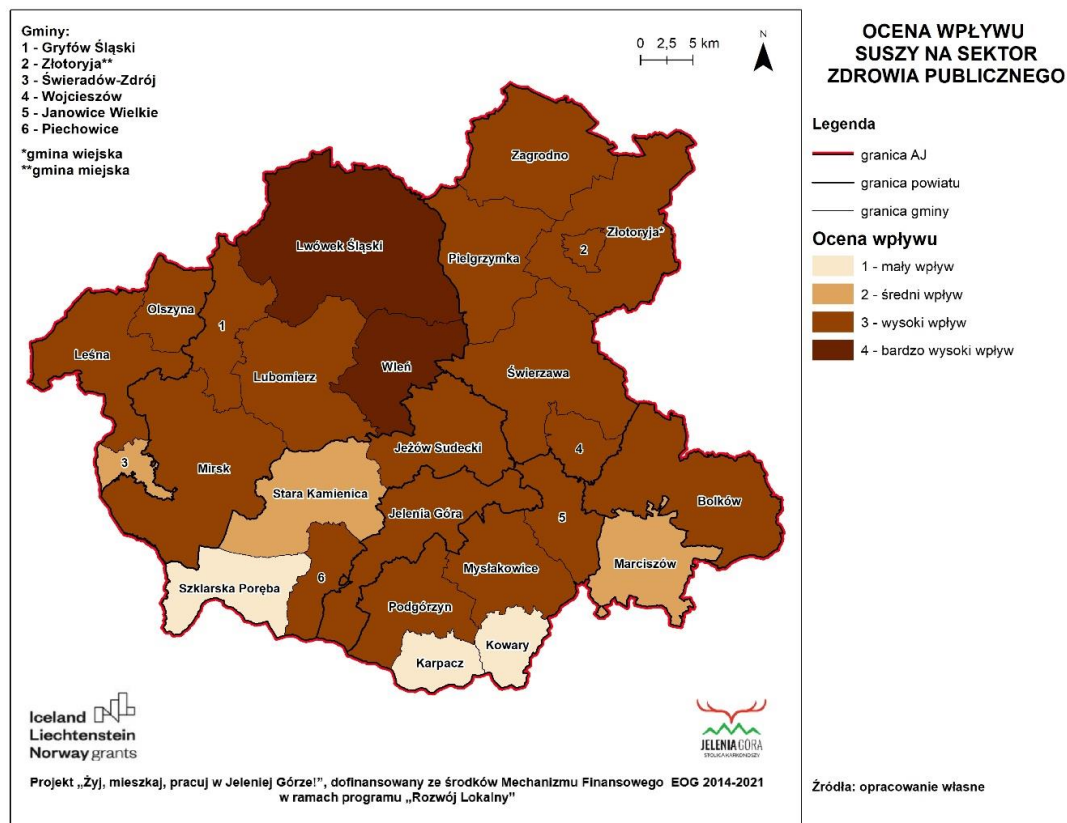 Gminy:
1 - Gryfów Śląski
2 - Złotoryja**
3 - Świeradów-Zdrój
4 - Wojcieszów
5 - Janowice Wielkie
6 - Piechowice
*gmina wiejska
**gmina miejska
0 2,5 5 km
N
Zagrodno
Lwówek Śląski
Pielgrzymka
2
Złotoryja*
Olszyna
1
Leśna
Lubomierz
Wleń
Świerzawa
3
Mirsk
Jeżów Sudecki
4
Stara Kamienica
Jelenia Góra
5
Bolków
Szklarska Poręba
6
Mysłakowice
Marciszów
Podgórzyn
Karpacz
Kowary
Iceland
Liechtenstein
Norway grants
JELENIA GÓRA
STOLICA KARKONOSZY
Projekt „Żyj, mieszkaj, pracuj w Jeleniej Górze!”, dofinansowany ze środków Mechanizmu Finansowego EOG 2014-2021
w ramach programu „Rozwój Lokalny”
OCENA WPŁYWU
SUSZY NA SEKTOR
ZDROWIA PUBLICZNEGO
Legenda
granica AJ
granica powiatu
granica gminy
Ocena wpływu
1 - mały wpływ
2 - średni wpływ
3 - wysoki wpływ
4 - bardzo wysoki wpływ
Źródła: opracowanie własne